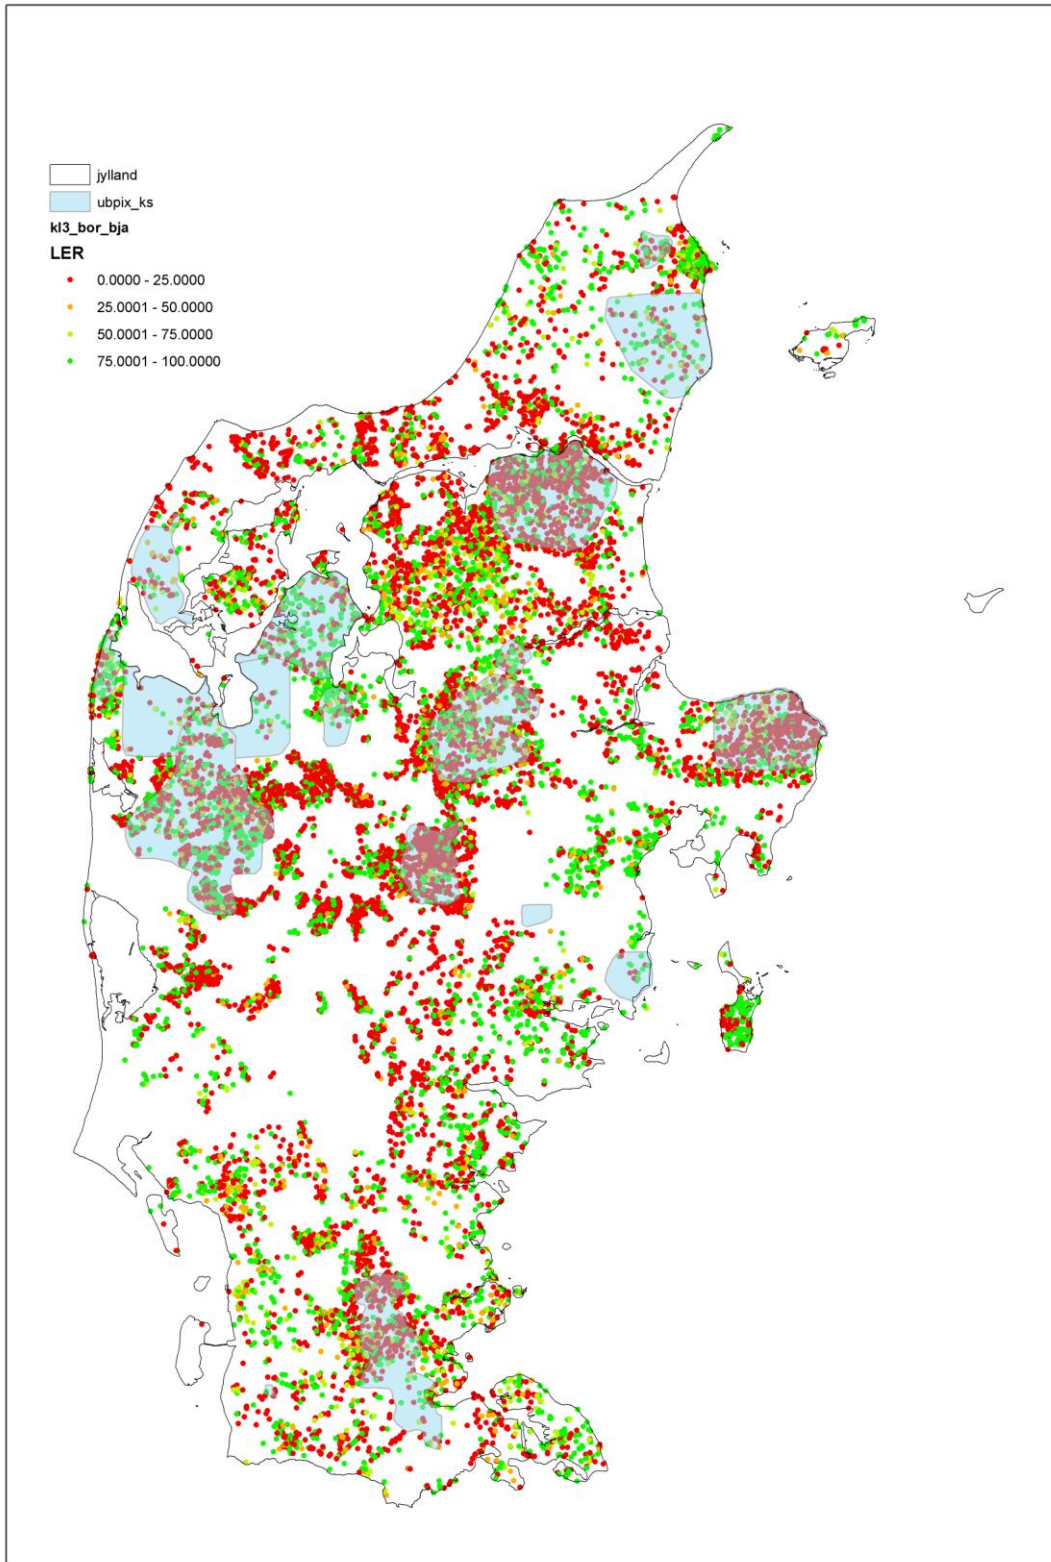 jylland
ubpix_ks
kl3_bor_bja
LER
0.0000 - 25.0000
25.0001 - 50.0000
50.0001 - 75.0000
75.0001 - 100.0000